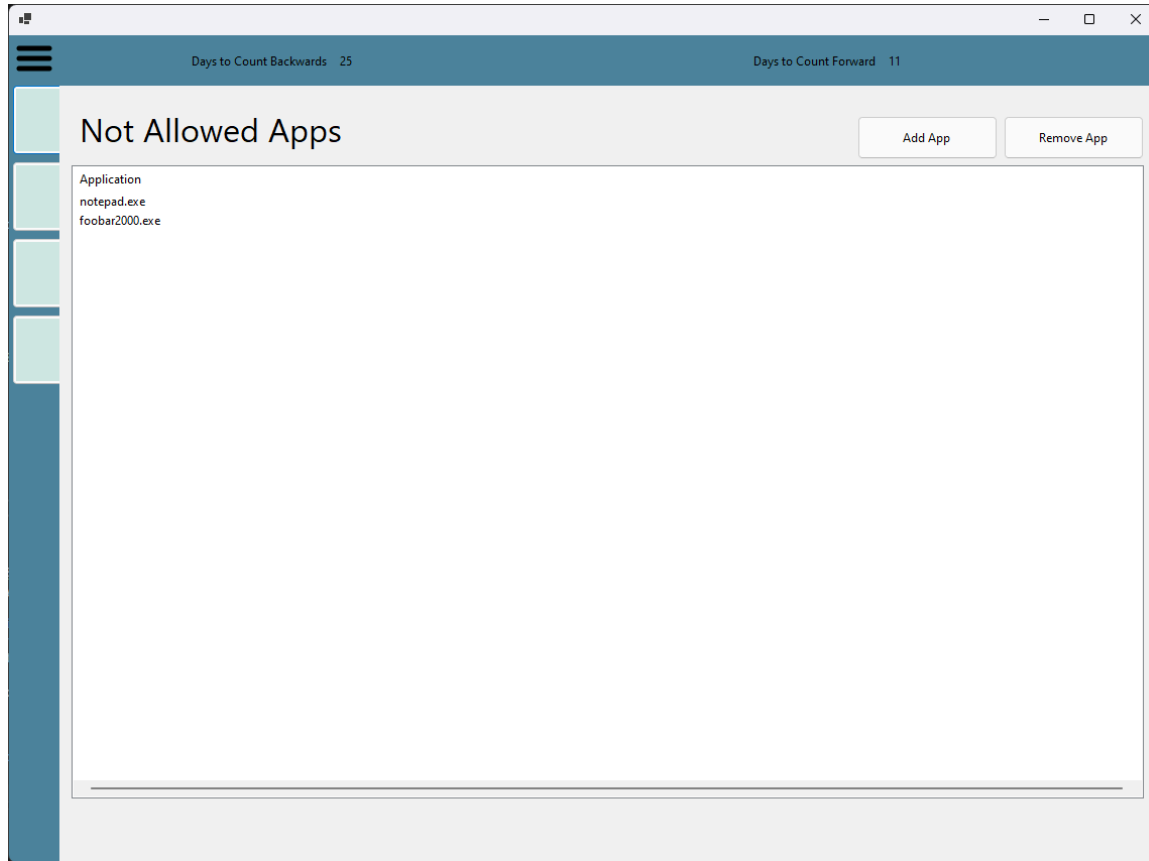 Days to Count Backwards 25 Days to Count Forward 11
Not Allowed Apps
Add App Remove App
Application
notepad.exe
foobar2000.exe